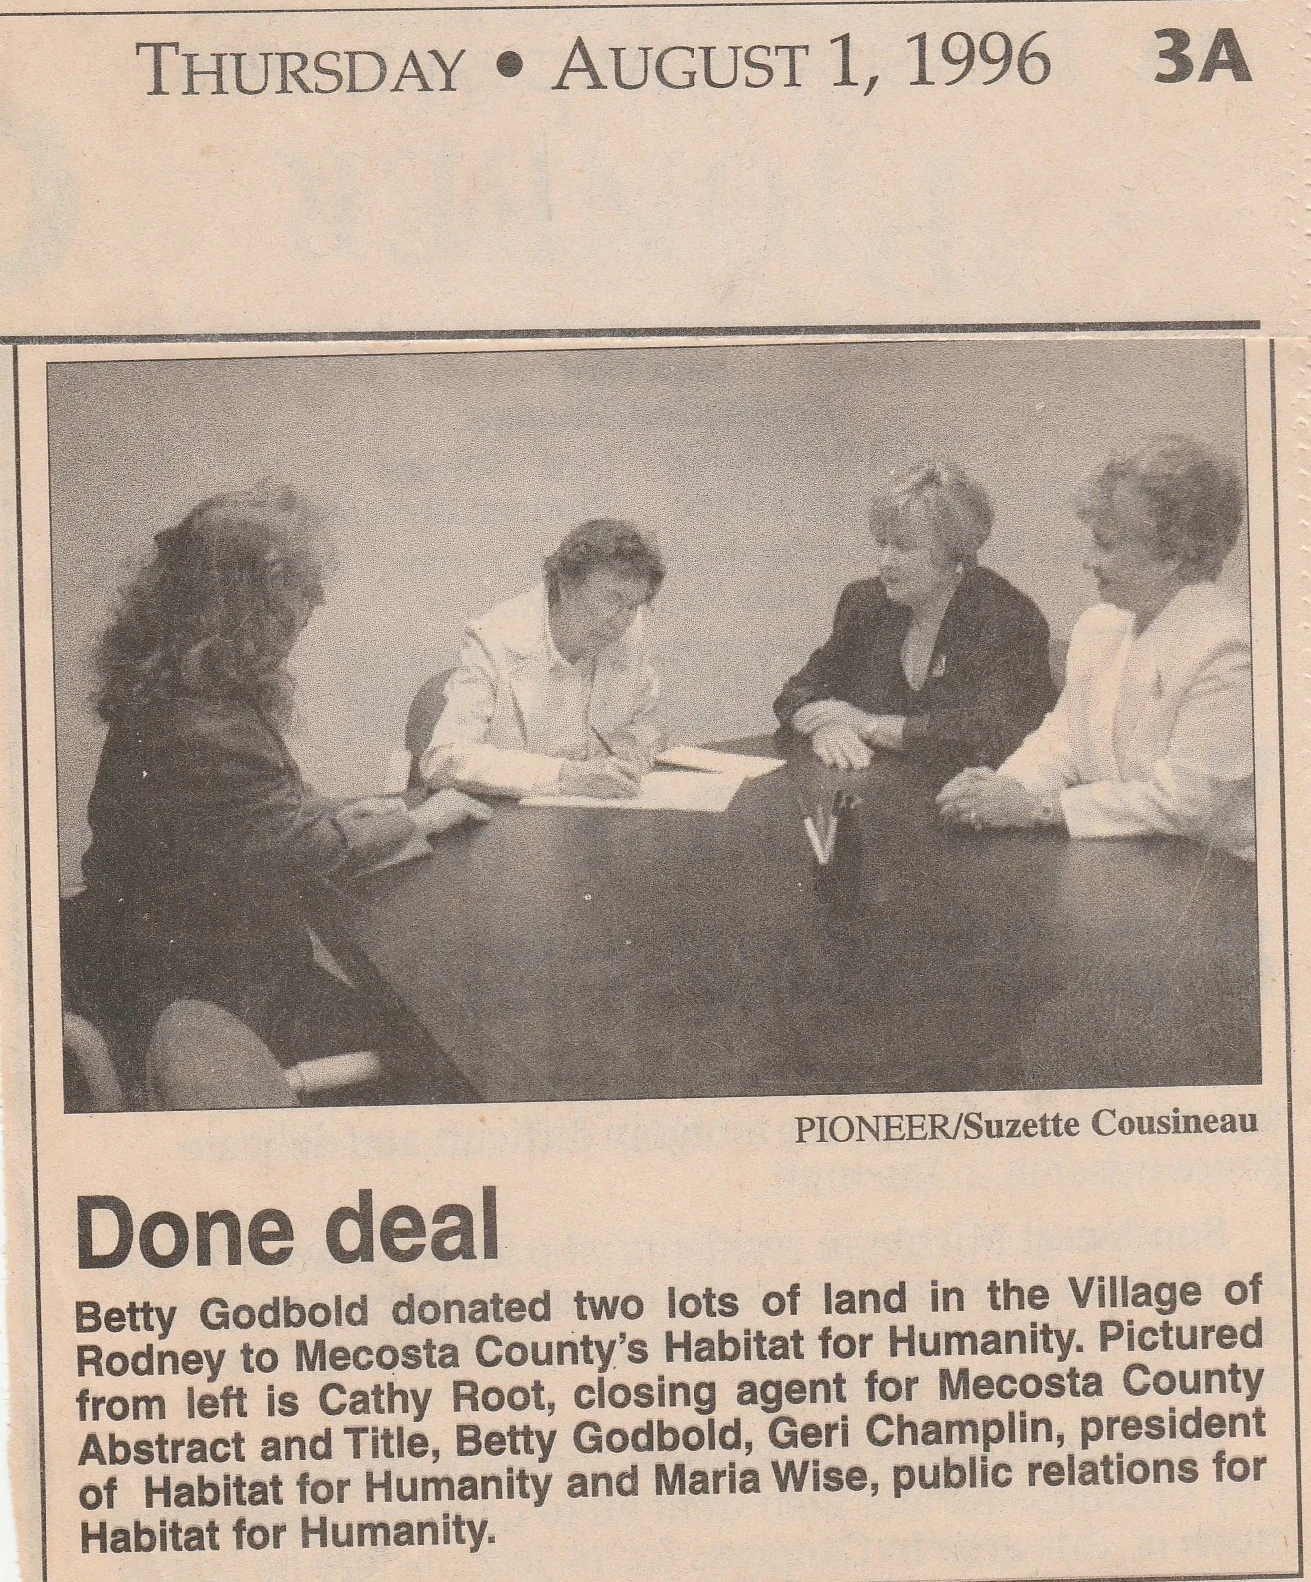 THURSDAY • AUGUST 1, 1996 3A
PIONEER/Suzette Cousineau
Done deal
Betty Godbold donated two lots of land in the Village of
Rodney to Mecosta County's Habitat for Humanity. Pictured
from left is Cathy Root, closing agent for Mecosta County
Abstract and Title, Betty Godbold, Geri Champlin, president
of Habitat for Humanity and Maria Wise, public relations for
Habitat for Humanity.